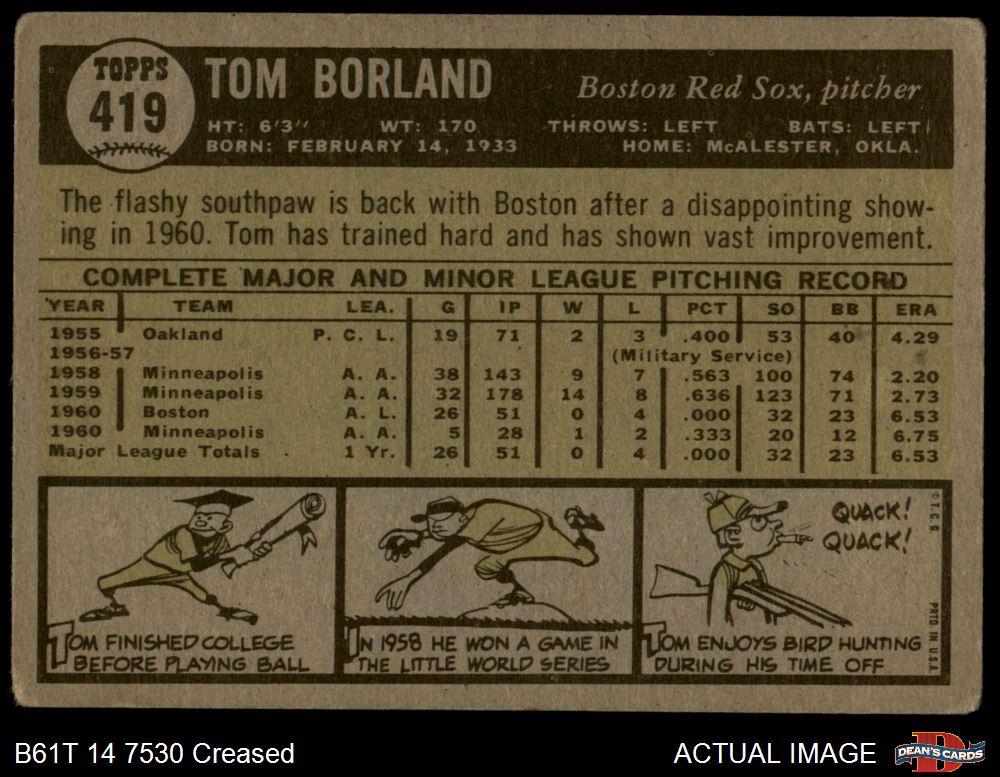 TOPPS
419
TOM BORLAND
Boston Red Sox, pitcher
HT: 6'3" WT: 170 THROWS: LEFT BATS: LEFT
BORN: FEBRUARY 14, 1933 HOME: McALESTER, OKLA.
The flashy southpaw is back with Boston after a disappointing show-
ing in 1960. Tom has trained hard and has shown vast improvement.
COMPLETE MAJOR AND MINOR LEAGUE PITCHING RECORD
YEAR TEAM LEA. G IP W L PCT SO BB ERA
1955 Oakland P. C. L. 19 71 2 3 .400 53 40 4.29
1956-57 (Military Service)
1958 Minneapolis A. A. 38 143 9 7 .563 100 74 2.20
1959 Minneapolis A. A. 32 178 14 8 .636 123 71 2.73
1960 Boston A. L. 26 51 0 4 .000 32 23 6.53
1960 Minneapolis A. A. 5 28 1 2 .333 20 12 6.75
Major League Totals 1 Yr. 26 51 0 4 .000 32 23 6.53
TOM FINISHED COLLEGE
BEFORE PLAYING BALL
IN 1958 HE WON A GAME IN
THE LITTLE WORLD SERIES
QUACK!
QUACK!
TOM ENJOYS BIRD HUNTING
DURING HIS TIME OFF
© T. C. G.
PRTD. IN U.S.A.
B61T 14 7530 Creased
ACTUAL IMAGE
DEAN'S CARDS